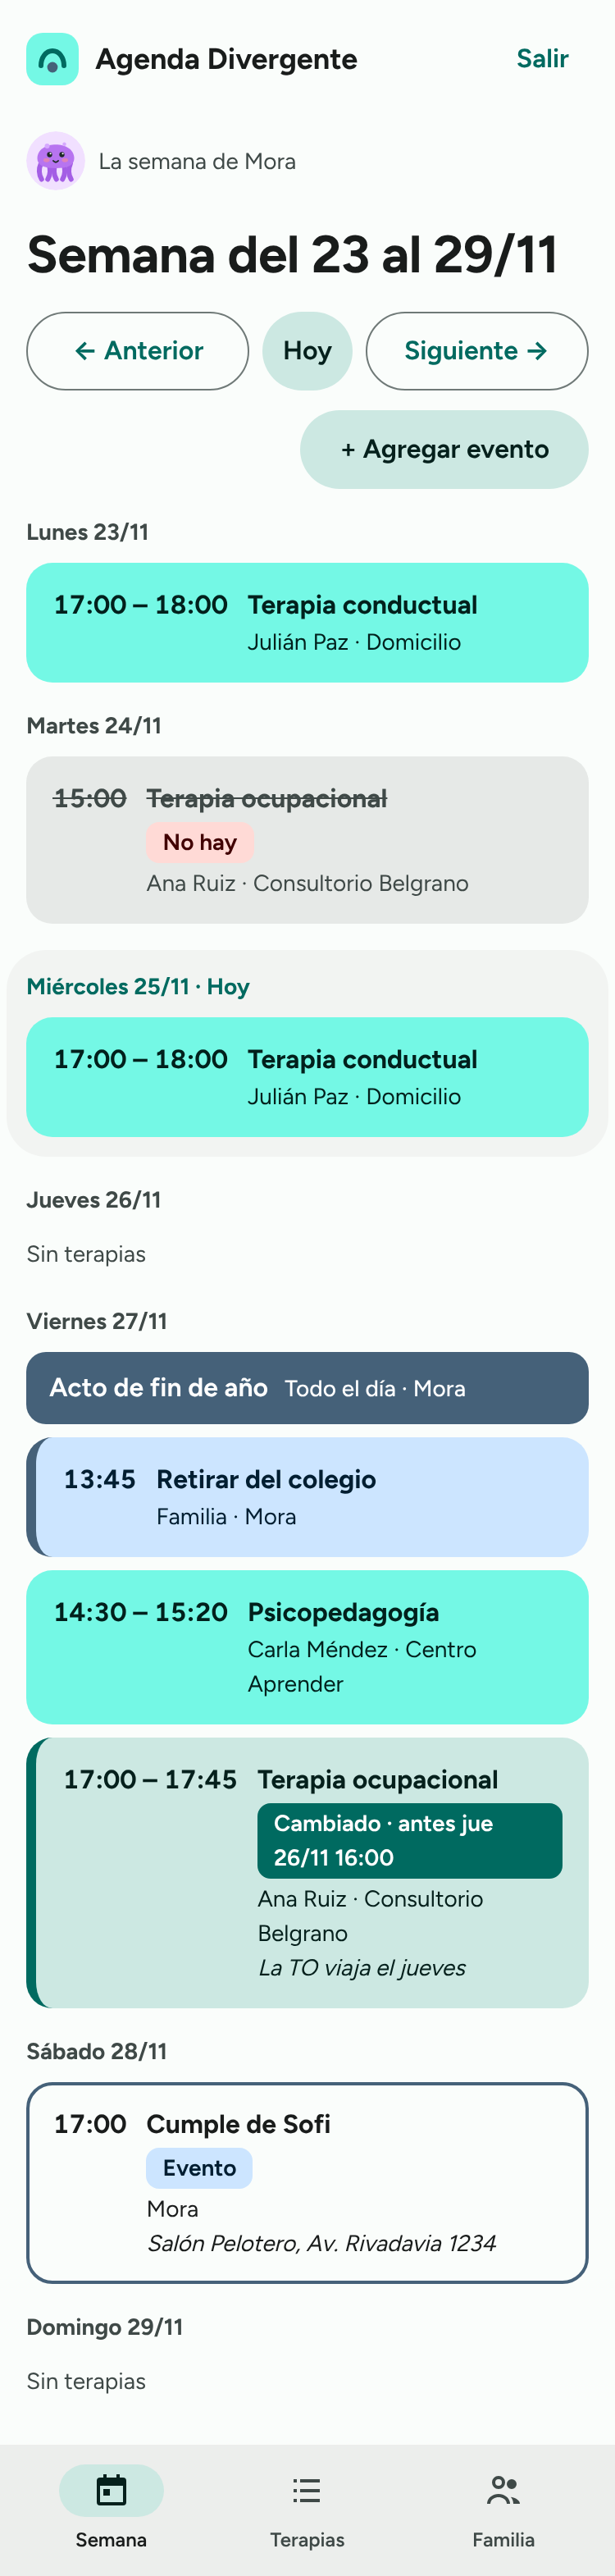 Agenda Divergente
Salir
La semana de Mora
Semana del 23 al 29/11
← Anterior
Hoy
Siguiente →
+ Agregar evento
Lunes 23/11
17:00 – 18:00 Terapia conductual
Julián Paz · Domicilio
Martes 24/11
15:00 Terapia ocupacional
No hay
Ana Ruiz · Consultorio Belgrano
Miércoles 25/11 · Hoy
17:00 – 18:00 Terapia conductual
Julián Paz · Domicilio
Jueves 26/11
Sin terapias
Viernes 27/11
Acto de fin de año Todo el día · Mora
13:45 Retirar del colegio
Familia · Mora
14:30 – 15:20 Psicopedagogía
Carla Méndez · Centro
Aprender
17:00 – 17:45 Terapia ocupacional
Cambiado · antes jue
26/11 16:00
Ana Ruiz · Consultorio
Belgrano
La TO viaja el jueves
Sábado 28/11
17:00 Cumple de Sofi
Evento
Mora
Salón Pelotero, Av. Rivadavia 1234
Domingo 29/11
Sin terapias
Semana
Terapias
Familia